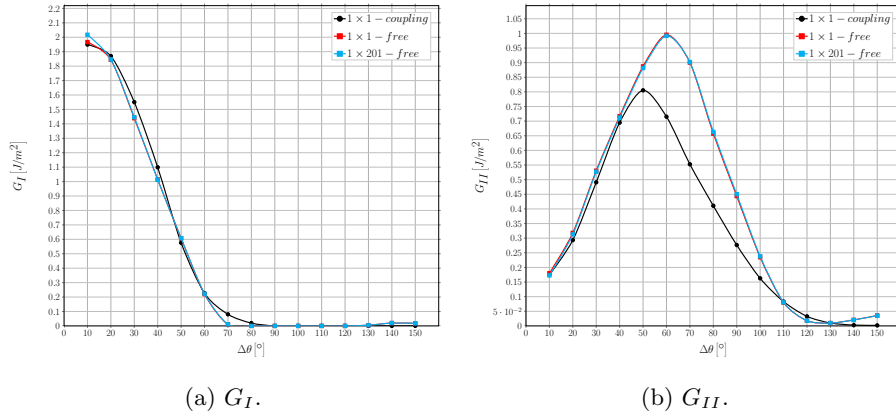 1 × 1 − coupling
1 × 1 − free
1 × 201 − free
2.2
2.1
2
1.9
1.8
1.7
1.6
1.5
1.4
1.3
1.2
1.1
1
0.9
0.8
0.7
0.6
0.5
0.4
0.3
0.2
0.1
0
G_I [J/m²]
0 10 20 30 40 50 60 70 80 90 100 110 120 130 140 150
Δθ [°]
(a) G_I.
1 × 1 − coupling
1 × 1 − free
1 × 201 − free
1.05
1
0.95
0.9
0.85
0.8
0.75
0.7
0.65
0.6
0.55
0.5
0.45
0.4
0.35
0.3
0.25
0.2
0.15
0.1
5 · 10⁻²
0
G_II [J/m²]
0 10 20 30 40 50 60 70 80 90 100 110 120 130 140 150
Δθ [°]
(b) G_II.